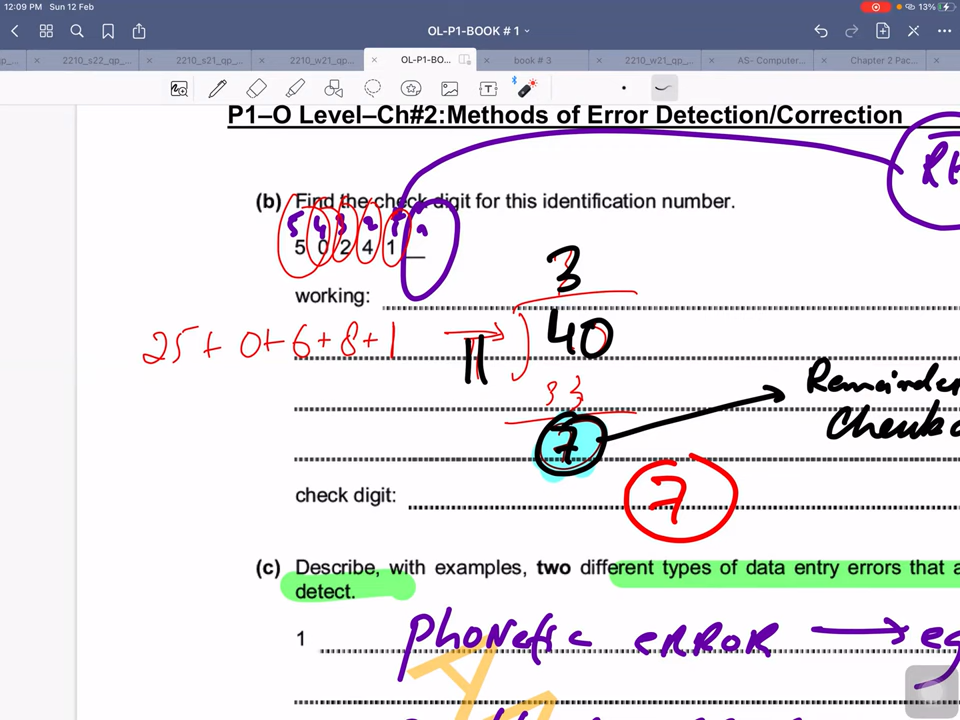 12:09 PM Sun 12 Feb
13%
OL-P1-BOOK # 1
2210_s22_qp_...
2210_s21_qp_...
2210_w21_qp...
OL-P1-BO...
book # 3
2210_w21_qp...
AS- Computer...
Chapter 2 Pac...
P1–O Level–Ch#2:Methods of Error Detection/Correction
(b) Find the check digit for this identification number.
5 4 3 2 1
5 0 2 4 1 _
3
working:
25 + 0 + 6 + 8 + 1
11 40
33
7
Remainder
check digit:
7
(c) Describe, with examples, two different types of data entry errors that a
detect.
1
phonetic ERROR → eg